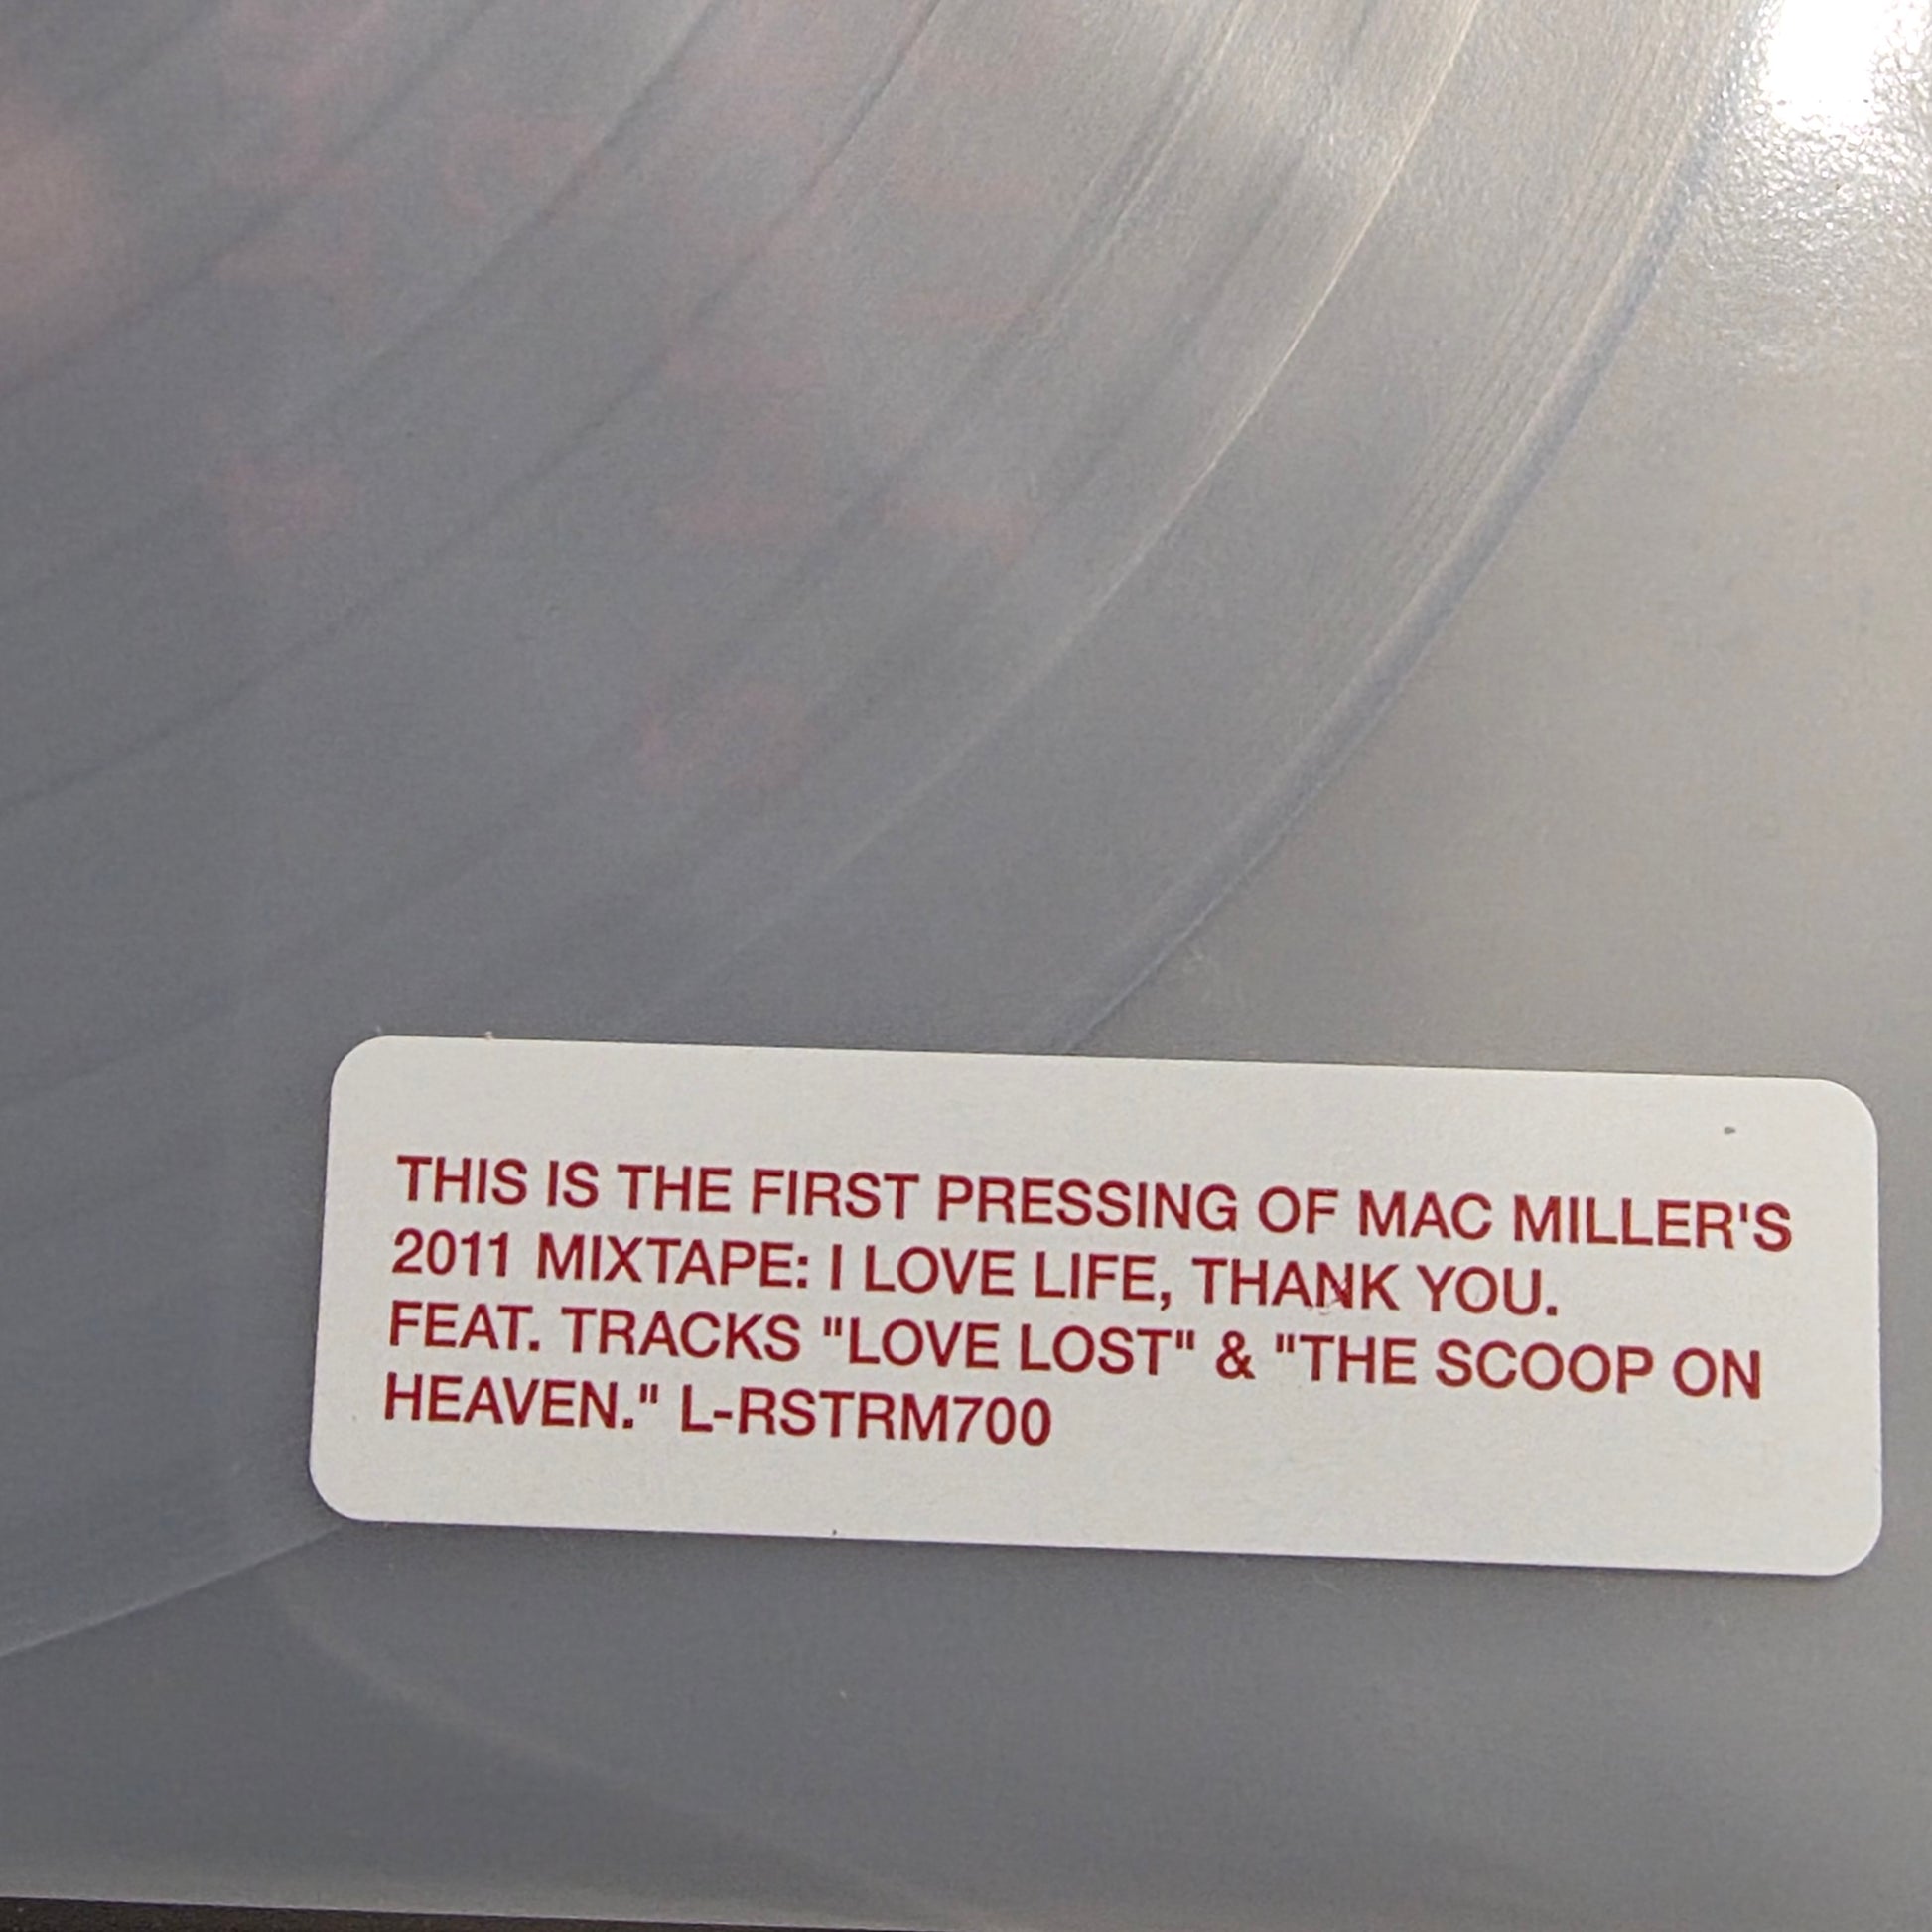 THIS IS THE FIRST PRESSING OF MAC MILLER'S
2011 MIXTAPE: I LOVE LIFE, THANK YOU.
FEAT. TRACKS "LOVE LOST" & "THE SCOOP ON
HEAVEN." L-RSTRM700